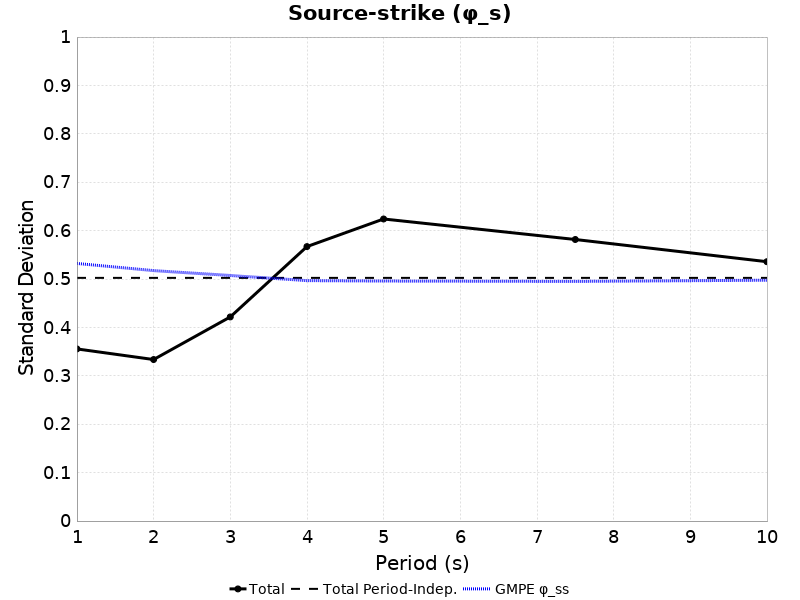 Source-strike (φ_s)
1
0.9
0.8
0.7
0.6
0.5
0.4
0.3
0.2
0.1
0
Standard Deviation
1 2 3 4 5 6 7 8 9 10
Period (s)
Total Total Period-Indep. GMPE φ_ss